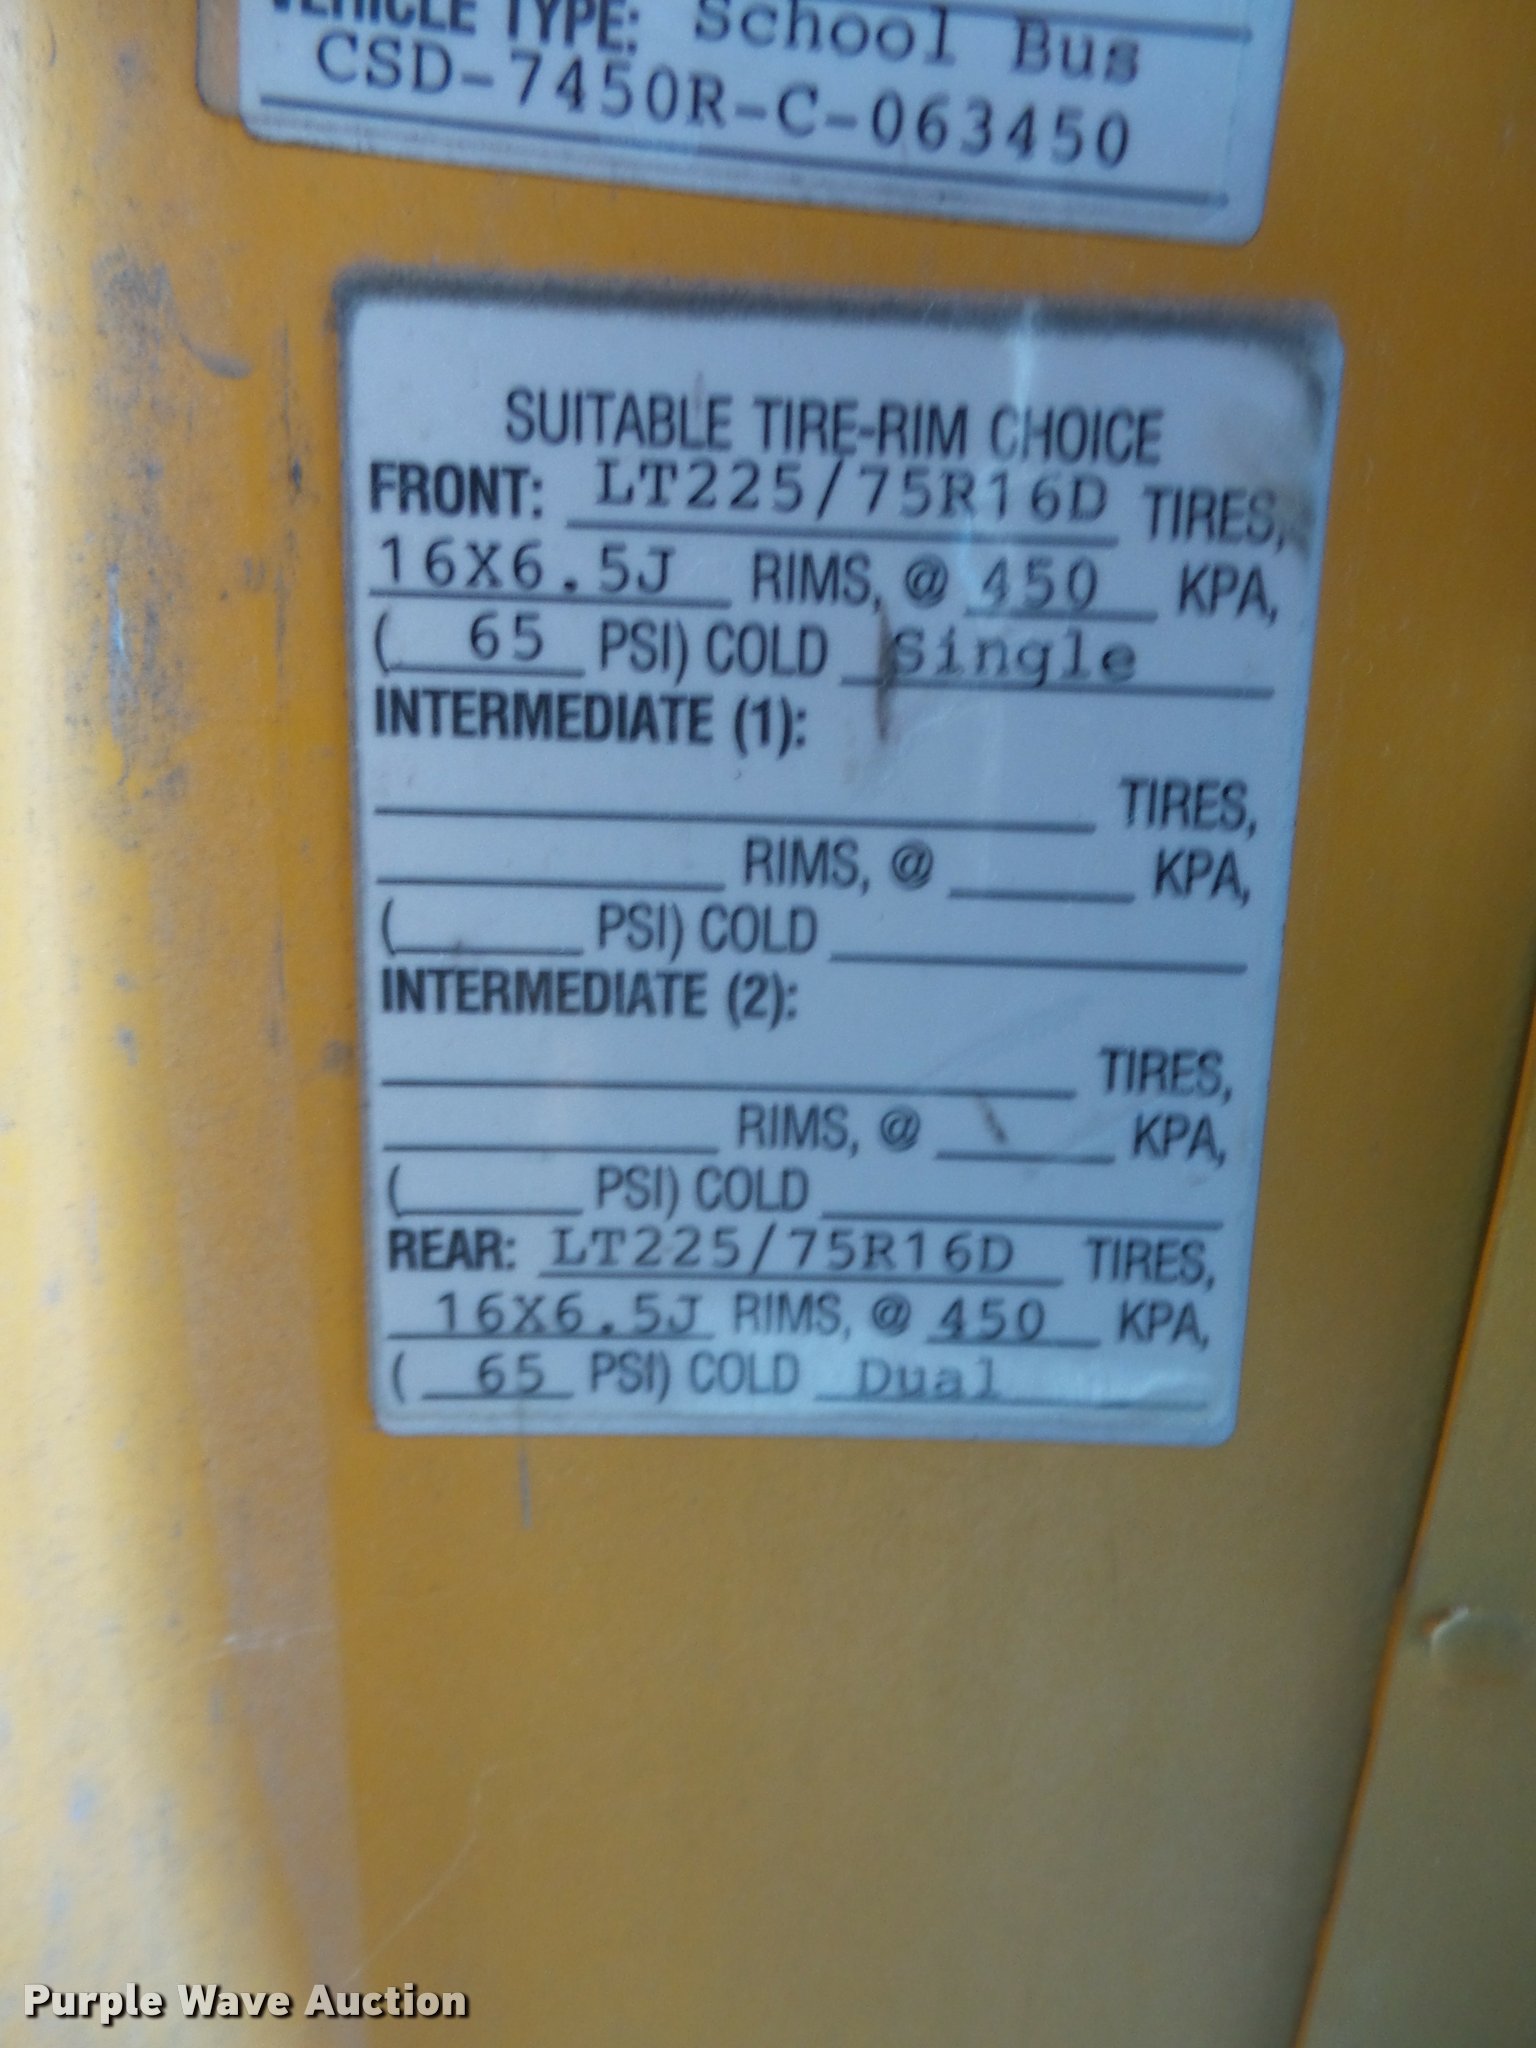 VEHICLE TYPE: School Bus
CSD-7450R-C-063450
SUITABLE TIRE-RIM CHOICE
FRONT: LT225/75R16D TIRES,
16X6.5J RIMS, @ 450 KPA,
( 65 PSI) COLD Single
INTERMEDIATE (1):
TIRES,
RIMS, @ KPA,
( PSI) COLD
INTERMEDIATE (2):
TIRES,
RIMS, @ KPA,
( PSI) COLD
REAR: LT225/75R16D TIRES,
16X6.5J RIMS, @ 450 KPA,
( 65 PSI) COLD Dual
Purple Wave Auction